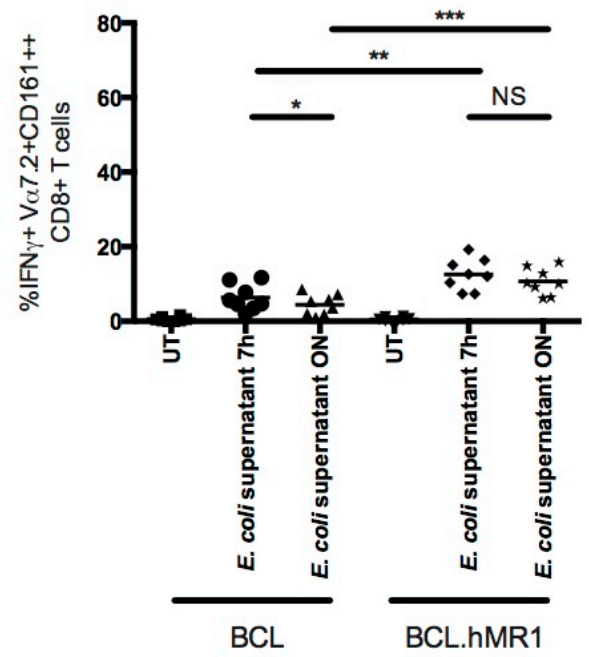 80
60
40
20
0
%IFNγ+ Vα7.2+CD161++
CD8+ T cells
***
**
*
NS
UT
E. coli supernatant 7h
E. coli supernatant ON
UT
E. coli supernatant 7h
E. coli supernatant ON
BCL
BCL.hMR1